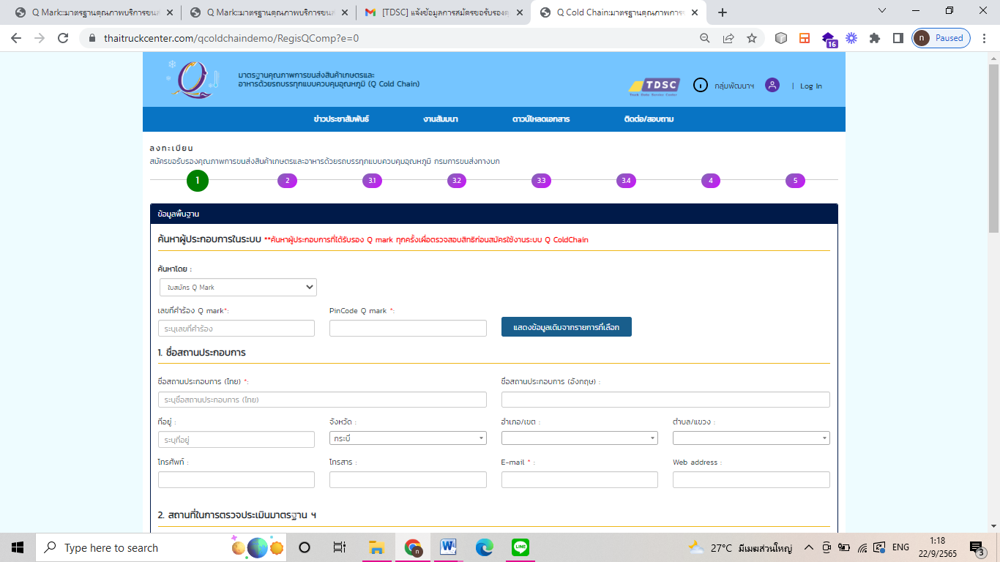 Q Mark::มาตรฐานคุณภาพบริการขนส
Q Mark::มาตรฐานคุณภาพบริการขนส
[TDSC] แจ้งข้อมูลการสมัครขอรับรอง
Q Cold Chain:มาตรฐานคุณภาพการ
thaitruckcenter.com/qcoldchaindemo/RegisQComp?e=0
16
n Paused
Q
มาตรฐานคุณภาพการขนส่งสินค้าเกษตรและ
อาหารด้วยรถบรรทุกแบบควบคุมอุณหภูมิ (Q Cold Chain)
TDSC
Truck Data Service Center
กลุ่มพัฒนาฯ
| Log In
ข่าวประชาสัมพันธ์ งานสัมมนา ดาวน์โหลดเอกสาร ติดต่อ/สอบถาม
ลงทะเบียน
สมัครขอรับรองคุณภาพการขนส่งสินค้าเกษตรและอาหารด้วยรถบรรทุกแบบควบคุมอุณหภูมิ กรมการขนส่งทางบก
1 2 3.1 3.2 3.3 3.4 4 5
ข้อมูลพื้นฐาน
ค้นหาผู้ประกอบการในระบบ **ค้นหาผู้ประกอบการที่ได้รับรอง Q mark ทุกครั้งเผื่อตรวจสอบสิทธิก่อนสมัครใช้งานระบบ Q ColdChain
ค้นหาโดย :
ใบสมัคร Q Mark
เลขที่คำร้อง Q mark*: PinCode Q mark *:
ระบุเลขที่คำร้อง แสดงข้อมูลเดิมจากรายการที่เลือก
1. ชื่อสถานประกอบการ
ชื่อสถานประกอบการ (ไทย) *: ชื่อสถานประกอบการ (อังกฤษ) :
ระบุชื่อสถานประกอบการ (ไทย)
ที่อยู่ : จังหวัด : อำเภอ/เขต : ตำบล/แขวง :
ระบุที่อยู่ กระบี่
โทรศัพท์ : โทรสาร : E-mail * : Web address :
2. สถานที่ในการตรวจประเมินมาตรฐาน ฯ
Type here to search
n
W
LINE
27°C มีเมฆส่วนใหญ่
ENG
1:18
22/9/2565
3